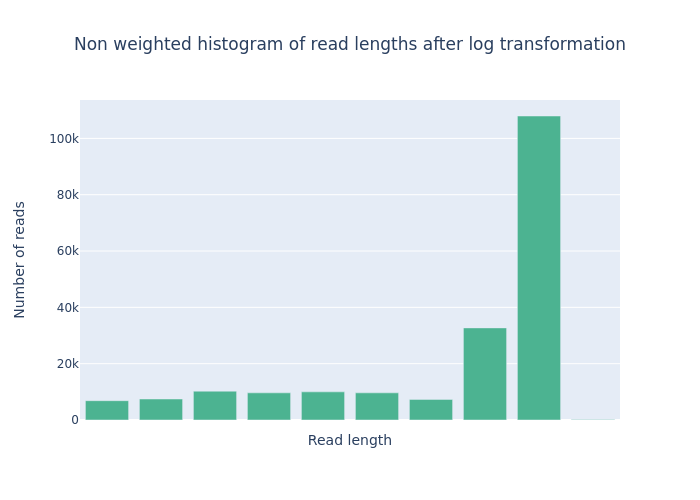 Non weighted histogram of read lengths after log transformation
100k
80k
60k
40k
20k
0
Number of reads
Read length